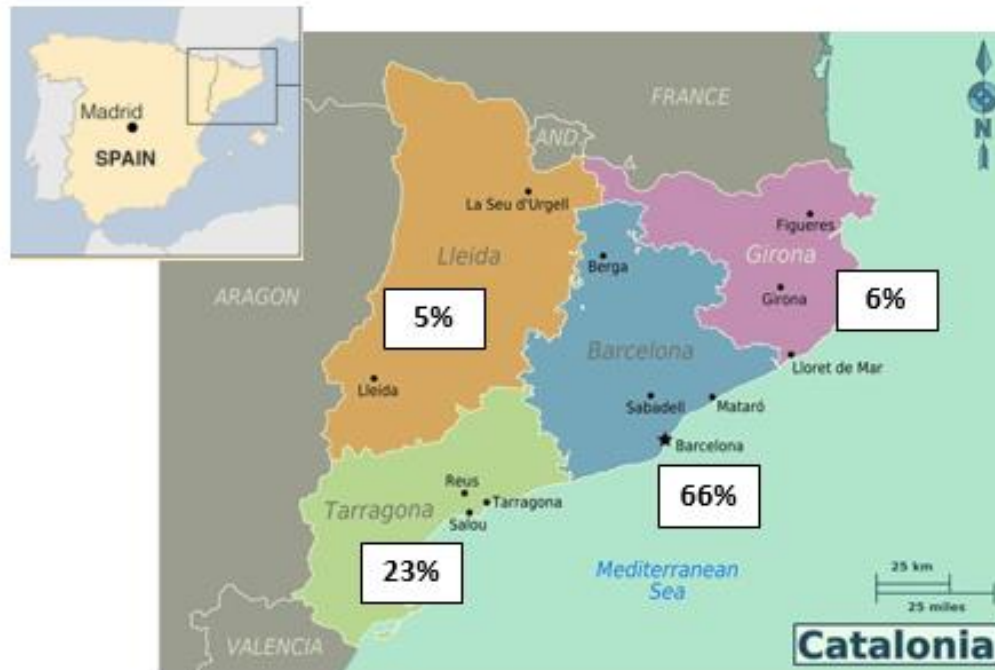 Madrid
SPAIN
FRANCE
AND
N
La Seu d'Urgell
Figueres
Lleida
Berga
Girona
ARAGON
5%
Girona
6%
Barcelona
Lloret de Mar
Lleida
Sabadell
Mataró
Barcelona
Reus
Tarragona
Tarragona
Salou
66%
23%
Mediterranean
Sea
25 km
25 miles
VALENCIA
Catalonia